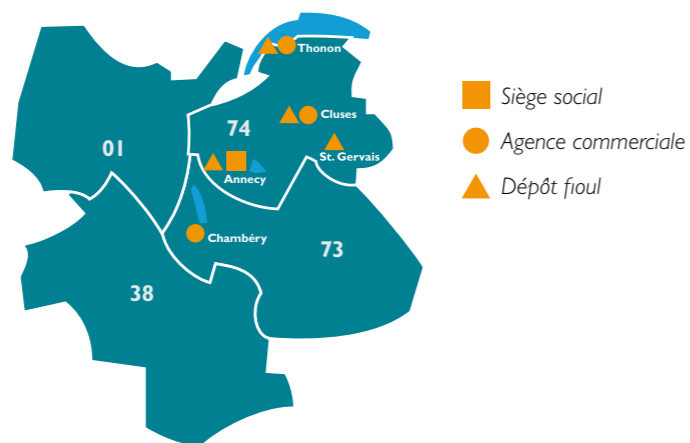 Thonon
Cluses
74
01
St. Gervais
Annecy
Chambéry
73
38
Siège social
Agence commerciale
Dépôt fioul